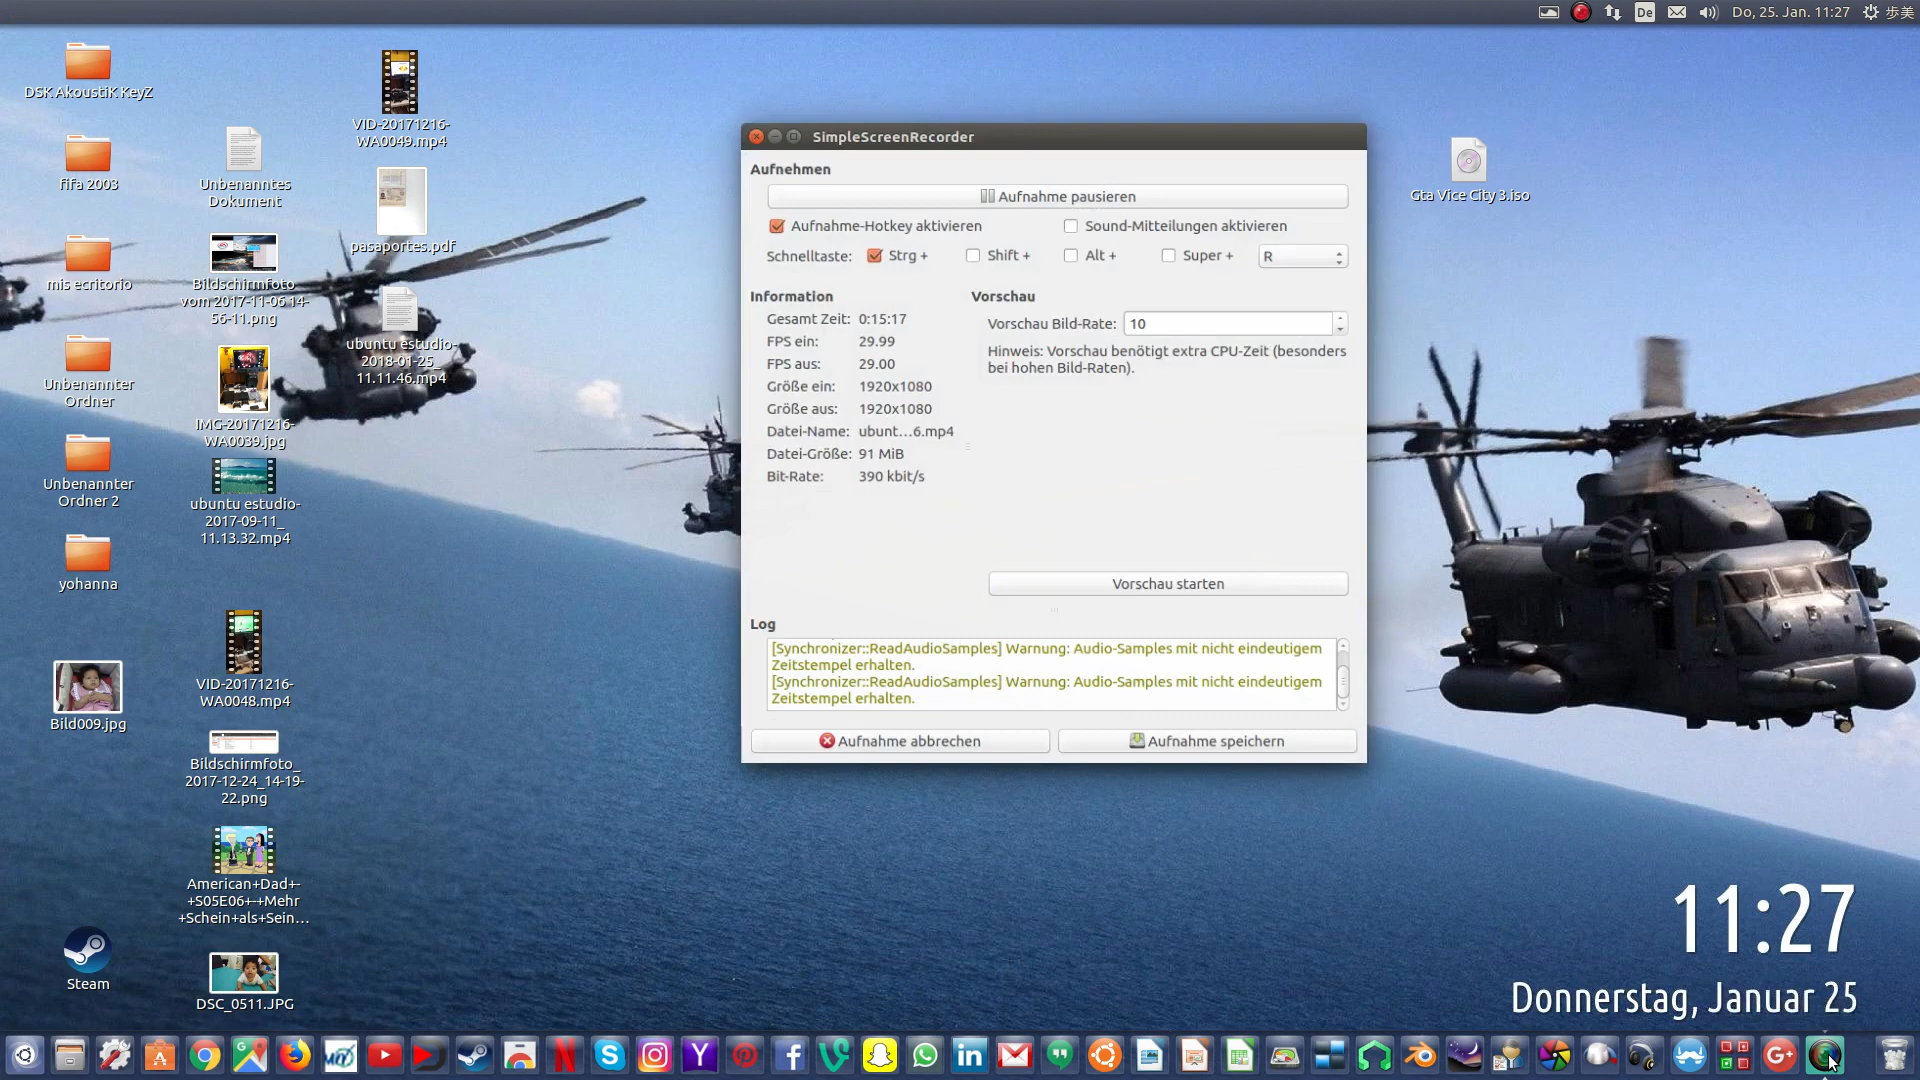 De
Do, 25. Jan. 11:27
歩美
DSK AkoustiK KeyZ
fifa 2003
mis ecritorio
Unbenannter
Ordner
Unbenannter
Ordner 2
yohanna
Bild009.jpg
Steam
Unbenanntes
Dokument
Bildschirmfoto
vom 2017-11-06 14-
56-11.png
IMG-20171216-
WA0039.jpg
ubuntu estudio-
2017-09-11_
11.13.32.mp4
VID-20171216-
WA0048.mp4
Bildschirmfoto_
2017-12-24_14-19-
22.png
American+Dad+-
+S05E06+-+Mehr
+Schein+als+Sein...
DSC_0511.JPG
VID-20171216-
WA0049.mp4
pasaportes.pdf
ubuntu estudio-
2018-01-25_
11.11.46.mp4
SimpleScreenRecorder
Aufnehmen
Aufnahme pausieren
Aufnahme-Hotkey aktivieren
Sound-Mitteilungen aktivieren
Schnelltaste: Strg + Shift + Alt + Super + R
Information
Gesamt Zeit: 0:15:17
FPS ein: 29.99
FPS aus: 29.00
Größe ein: 1920x1080
Größe aus: 1920x1080
Datei-Name: ubunt...6.mp4
Datei-Größe: 91 MiB
Bit-Rate: 390 kbit/s
Vorschau
Vorschau Bild-Rate: 10
Hinweis: Vorschau benötigt extra CPU-Zeit (besonders
bei hohen Bild-Raten).
Vorschau starten
Log
[Synchronizer::ReadAudioSamples] Warnung: Audio-Samples mit nicht eindeutigem
Zeitstempel erhalten.
[Synchronizer::ReadAudioSamples] Warnung: Audio-Samples mit nicht eindeutigem
Zeitstempel erhalten.
Aufnahme abbrechen
Aufnahme speichern
Gta Vice City 3.iso
11:27
Donnerstag, Januar 25